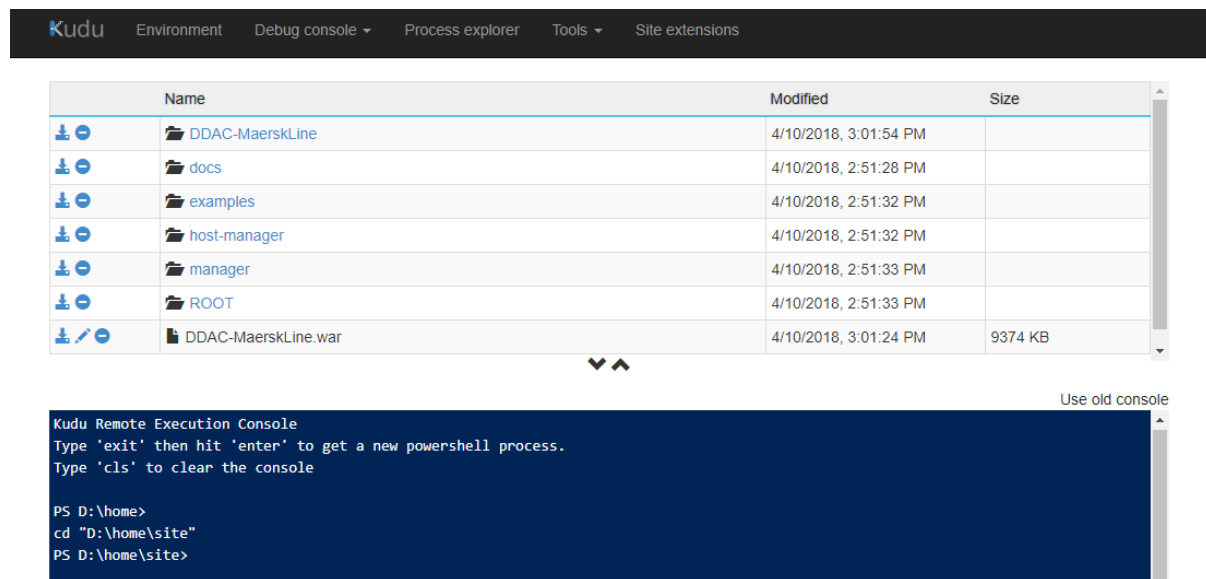 Kudu Environment Debug console Process explorer Tools Site extensions
Name Modified Size
DDAC-MaerskLine 4/10/2018, 3:01:54 PM
docs 4/10/2018, 2:51:28 PM
examples 4/10/2018, 2:51:32 PM
host-manager 4/10/2018, 2:51:32 PM
manager 4/10/2018, 2:51:33 PM
ROOT 4/10/2018, 2:51:33 PM
DDAC-MaerskLine.war 4/10/2018, 3:01:24 PM 9374 KB
Use old console
Kudu Remote Execution Console
Type 'exit' then hit 'enter' to get a new powershell process.
Type 'cls' to clear the console
PS D:\home>
cd "D:\home\site"
PS D:\home\site>